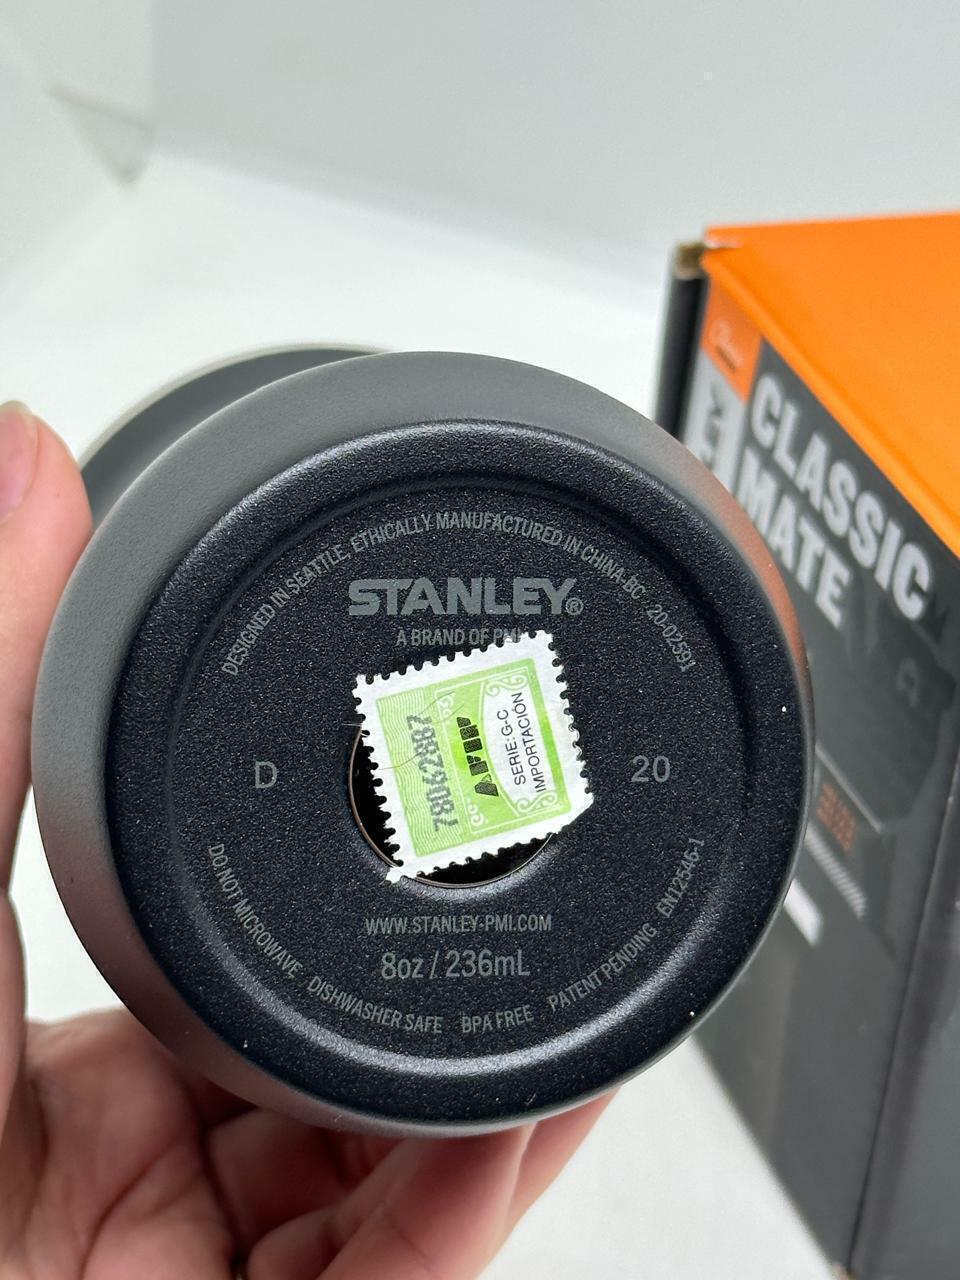 DESIGNED IN SEATTLE, ETHICALLY MANUFACTURED IN CHINA-BC 20-02591
STANLEY®
A BRAND OF PMI
78062887
AFIP
SERIE: G-C
IMPORTACIÓN
D
20
WWW.STANLEY-PMI.COM
8oz / 236mL
DO NOT MICROWAVE DISHWASHER SAFE BPA FREE PATENT PENDING EN12546-1
CLASSIC
MATE